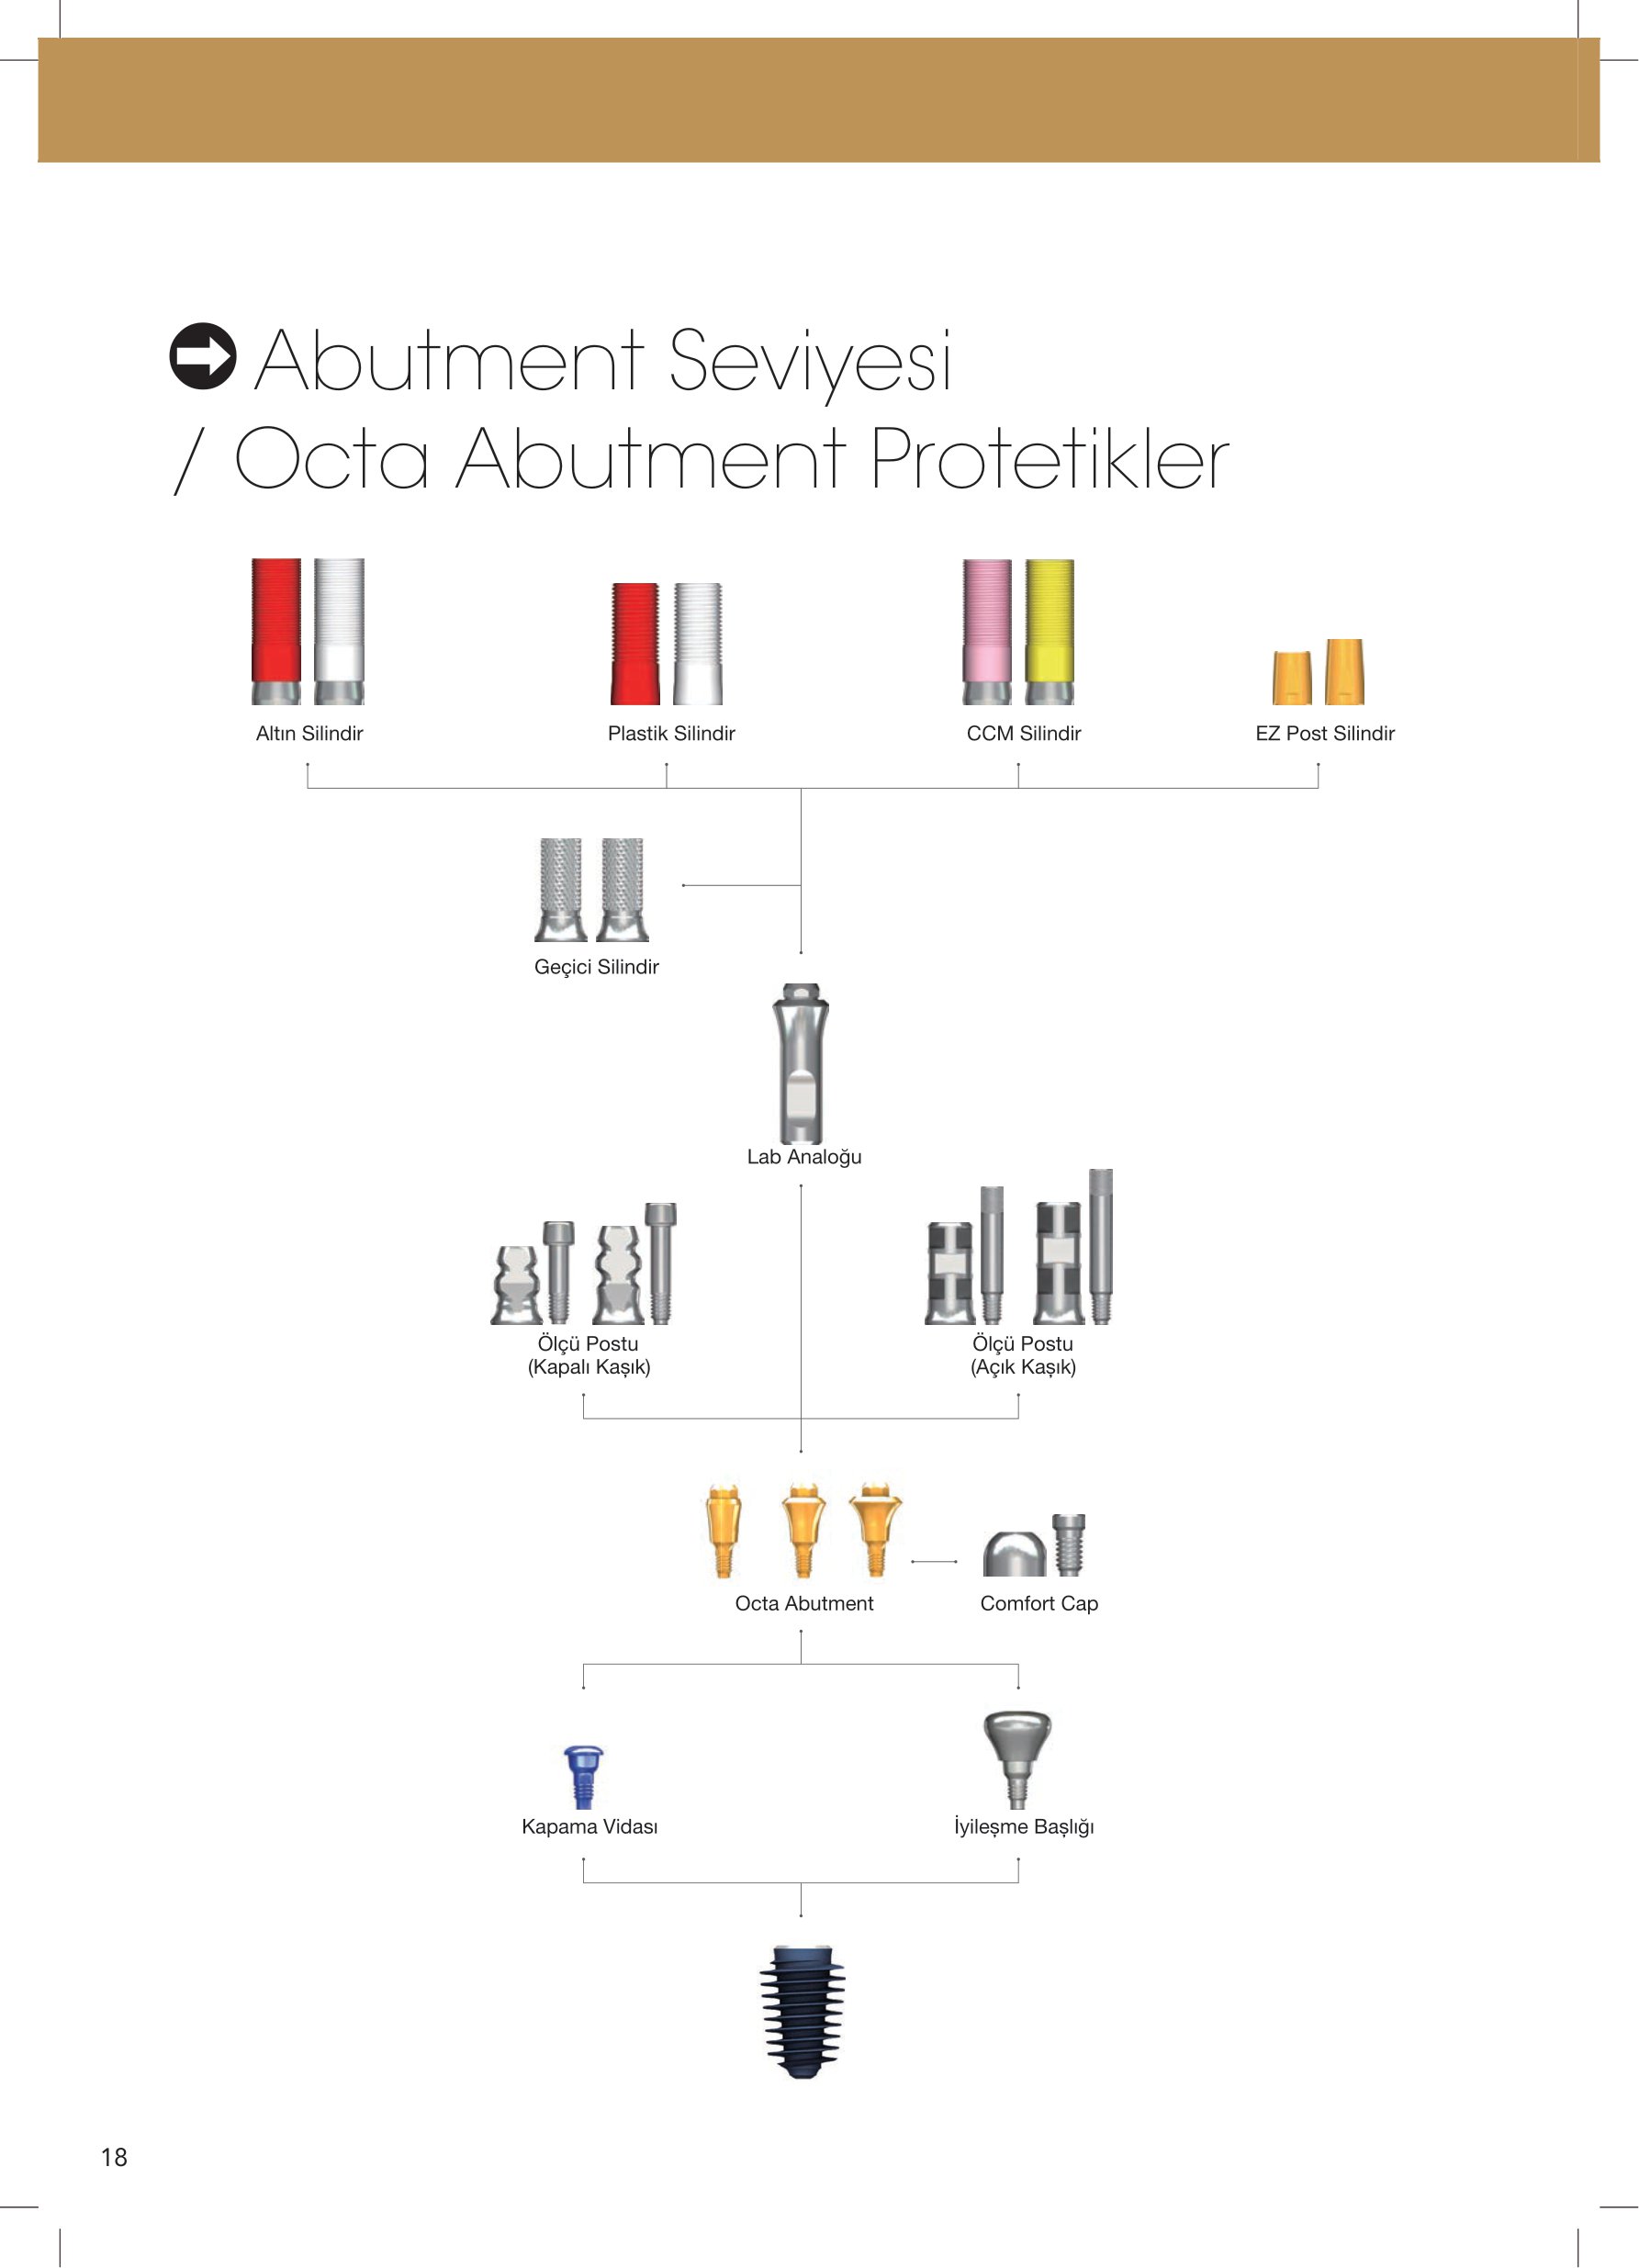 Abutment Seviyesi
/ Octa Abutment Protetikler
Altın Silindir
Plastik Silindir
CCM Silindir
EZ Post Silindir
Geçici Silindir
Lab Analoğu
Ölçü Postu
(Kapalı Kaşık)
Ölçü Postu
(Açık Kaşık)
Octa Abutment
Comfort Cap
Kapama Vidası
İyileşme Başlığı
18